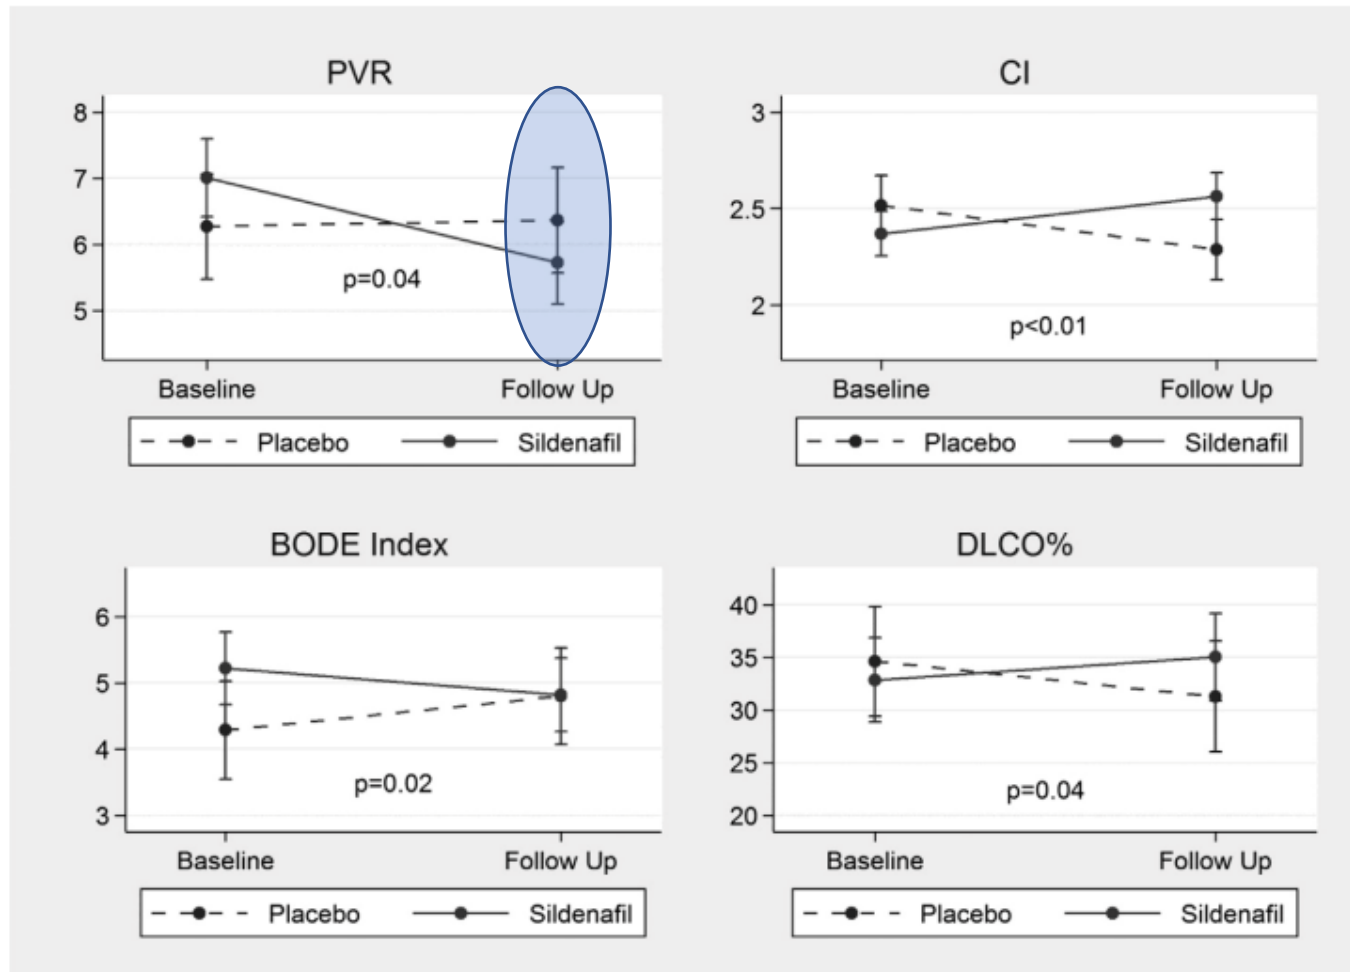 PVR
8
7
6
5
p=0.04
Baseline Follow Up
Placebo Sildenafil
CI
3
2.5
2
p<0.01
Baseline Follow Up
Placebo Sildenafil
BODE Index
6
5
4
3
p=0.02
Baseline Follow Up
Placebo Sildenafil
DLCO%
40
35
30
25
20
p=0.04
Baseline Follow Up
Placebo Sildenafil